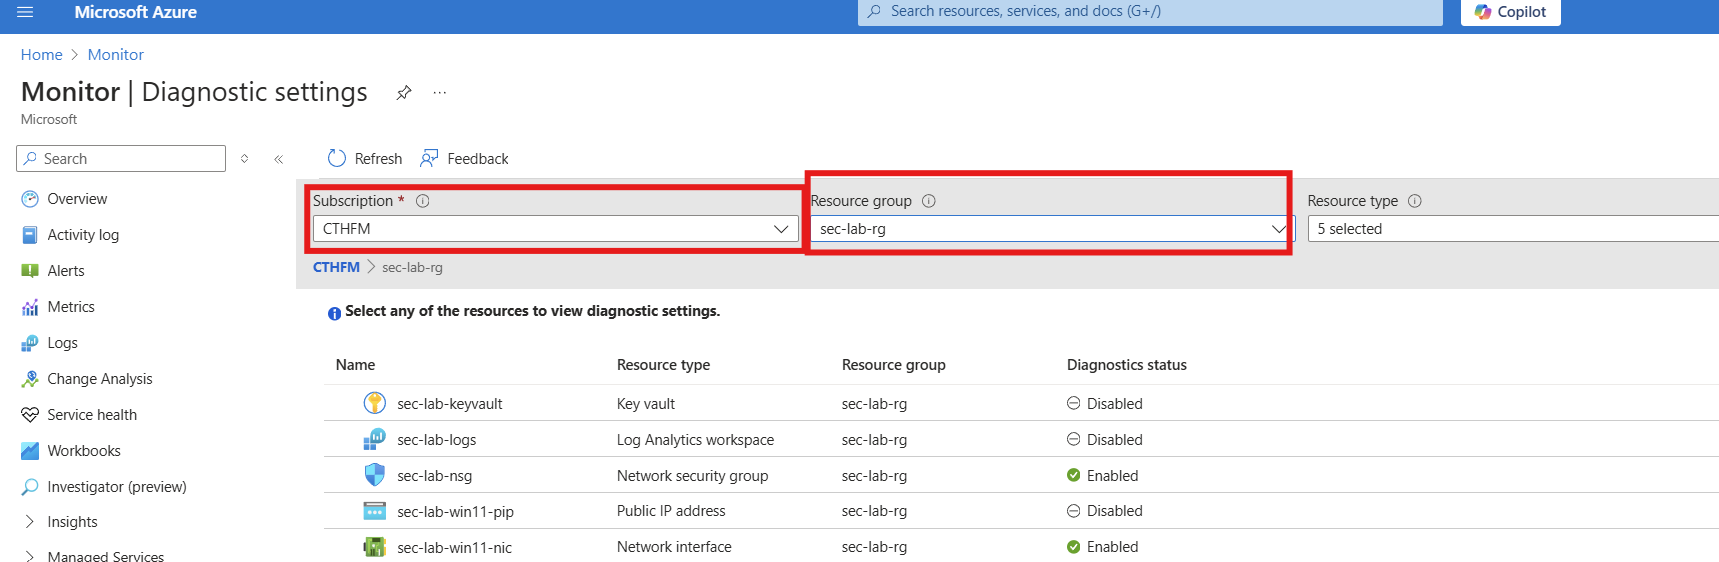 Microsoft Azure
Search resources, services, and docs (G+/)
Copilot
Home > Monitor
Monitor | Diagnostic settings
...
Microsoft
Search
Refresh
Feedback
Overview
Activity log
Alerts
Metrics
Logs
Change Analysis
Service health
Workbooks
Investigator (preview)
Insights
Managed Services
Subscription *
CTHFM
Resource group
sec-lab-rg
Resource type
5 selected
CTHFM > sec-lab-rg
Select any of the resources to view diagnostic settings.
Name Resource type Resource group Diagnostics status
sec-lab-keyvault Key vault sec-lab-rg Disabled
sec-lab-logs Log Analytics workspace sec-lab-rg Disabled
sec-lab-nsg Network security group sec-lab-rg Enabled
sec-lab-win11-pip Public IP address sec-lab-rg Disabled
sec-lab-win11-nic Network interface sec-lab-rg Enabled